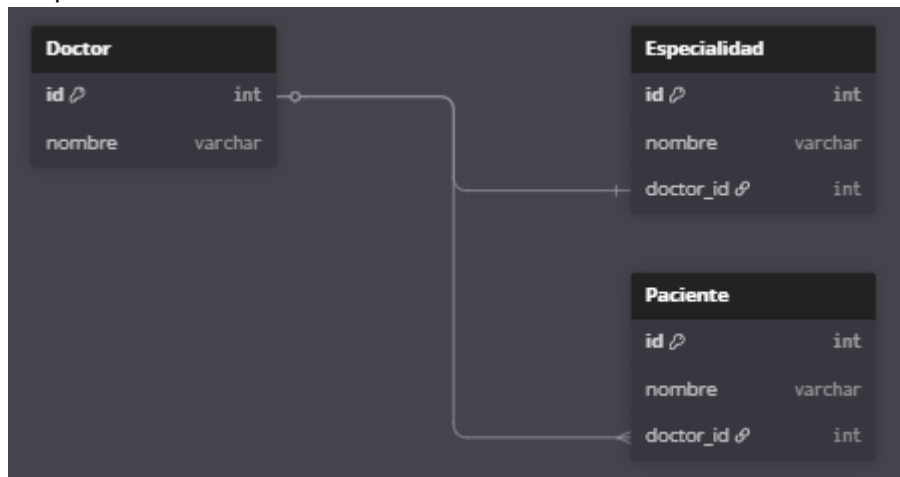 Doctor
id int
nombre varchar
Especialidad
id int
nombre varchar
doctor_id int
Paciente
id int
nombre varchar
doctor_id int